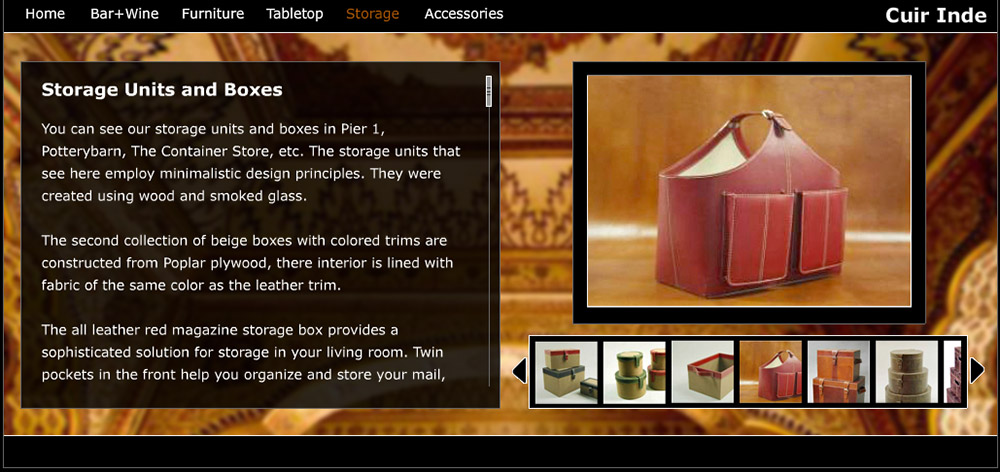 Home Bar+Wine Furniture Tabletop Storage Accessories Cuir Inde
Storage Units and Boxes
You can see our storage units and boxes in Pier 1,
Potterybarn, The Container Store, etc. The storage units that
see here employ minimalistic design principles. They were
created using wood and smoked glass.
The second collection of beige boxes with colored trims are
constructed from Poplar plywood, there interior is lined with
fabric of the same color as the leather trim.
The all leather red magazine storage box provides a
sophisticated solution for storage in your living room. Twin
pockets in the front help you organize and store your mail,